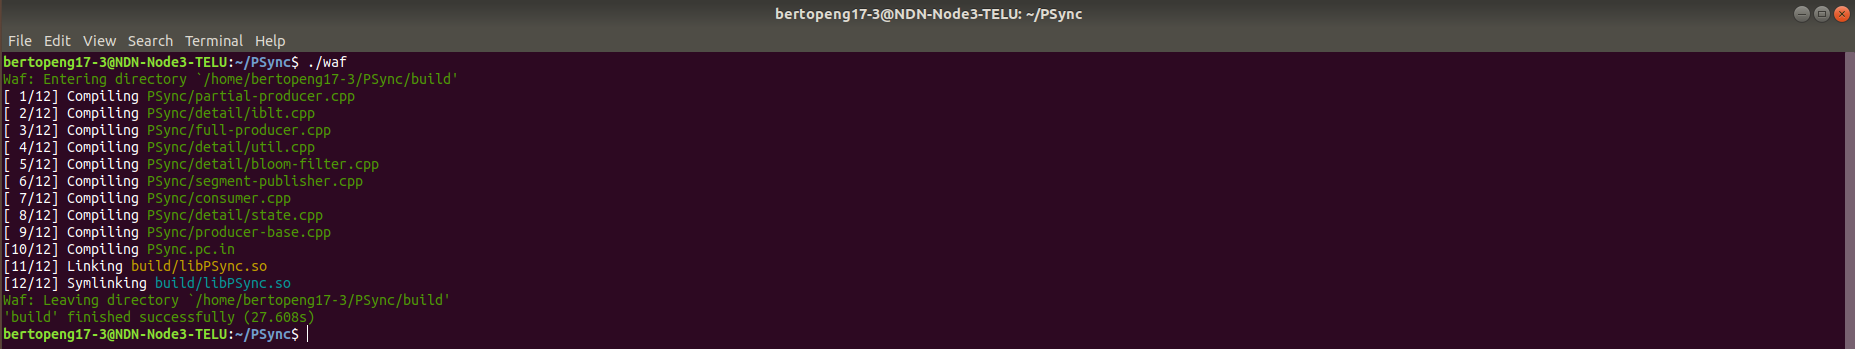 bertopeng17-3@NDN-Node3-TELU: ~/PSync
File Edit View Search Terminal Help
bertopeng17-3@NDN-Node3-TELU:~/PSync$ ./waf
Waf: Entering directory `/home/bertopeng17-3/PSync/build'
[ 1/12] Compiling PSync/partial-producer.cpp
[ 2/12] Compiling PSync/detail/iblt.cpp
[ 3/12] Compiling PSync/full-producer.cpp
[ 4/12] Compiling PSync/detail/util.cpp
[ 5/12] Compiling PSync/detail/bloom-filter.cpp
[ 6/12] Compiling PSync/segment-publisher.cpp
[ 7/12] Compiling PSync/consumer.cpp
[ 8/12] Compiling PSync/detail/state.cpp
[ 9/12] Compiling PSync/producer-base.cpp
[10/12] Compiling PSync.pc.in
[11/12] Linking build/libPSync.so
[12/12] Symlinking build/libPSync.so
Waf: Leaving directory `/home/bertopeng17-3/PSync/build'
'build' finished successfully (27.608s)
bertopeng17-3@NDN-Node3-TELU:~/PSync$